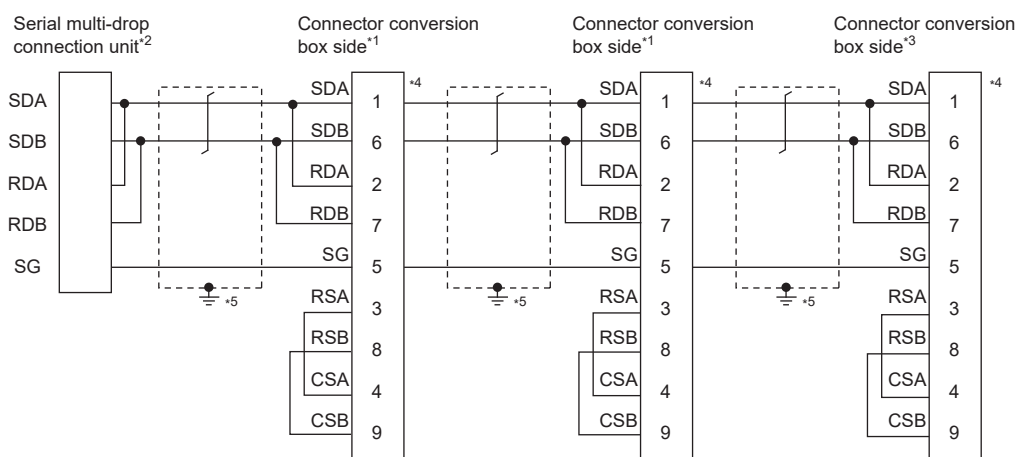 Serial multi-drop
connection unit*2
Connector conversion
box side*1
Connector conversion
box side*1
Connector conversion
box side*3
SDA
SDB
RDA
RDB
SG
*5
SDA 1 *4
SDB 6
RDA 2
RDB 7
SG 5
RSA 3
RSB 8
CSA 4
CSB 9
*5
SDA 1 *4
SDB 6
RDA 2
RDB 7
SG 5
RSA 3
RSB 8
CSA 4
CSB 9
*5
SDA 1 *4
SDB 6
RDA 2
RDB 7
SG 5
RSA 3
RSB 8
CSA 4
CSB 9